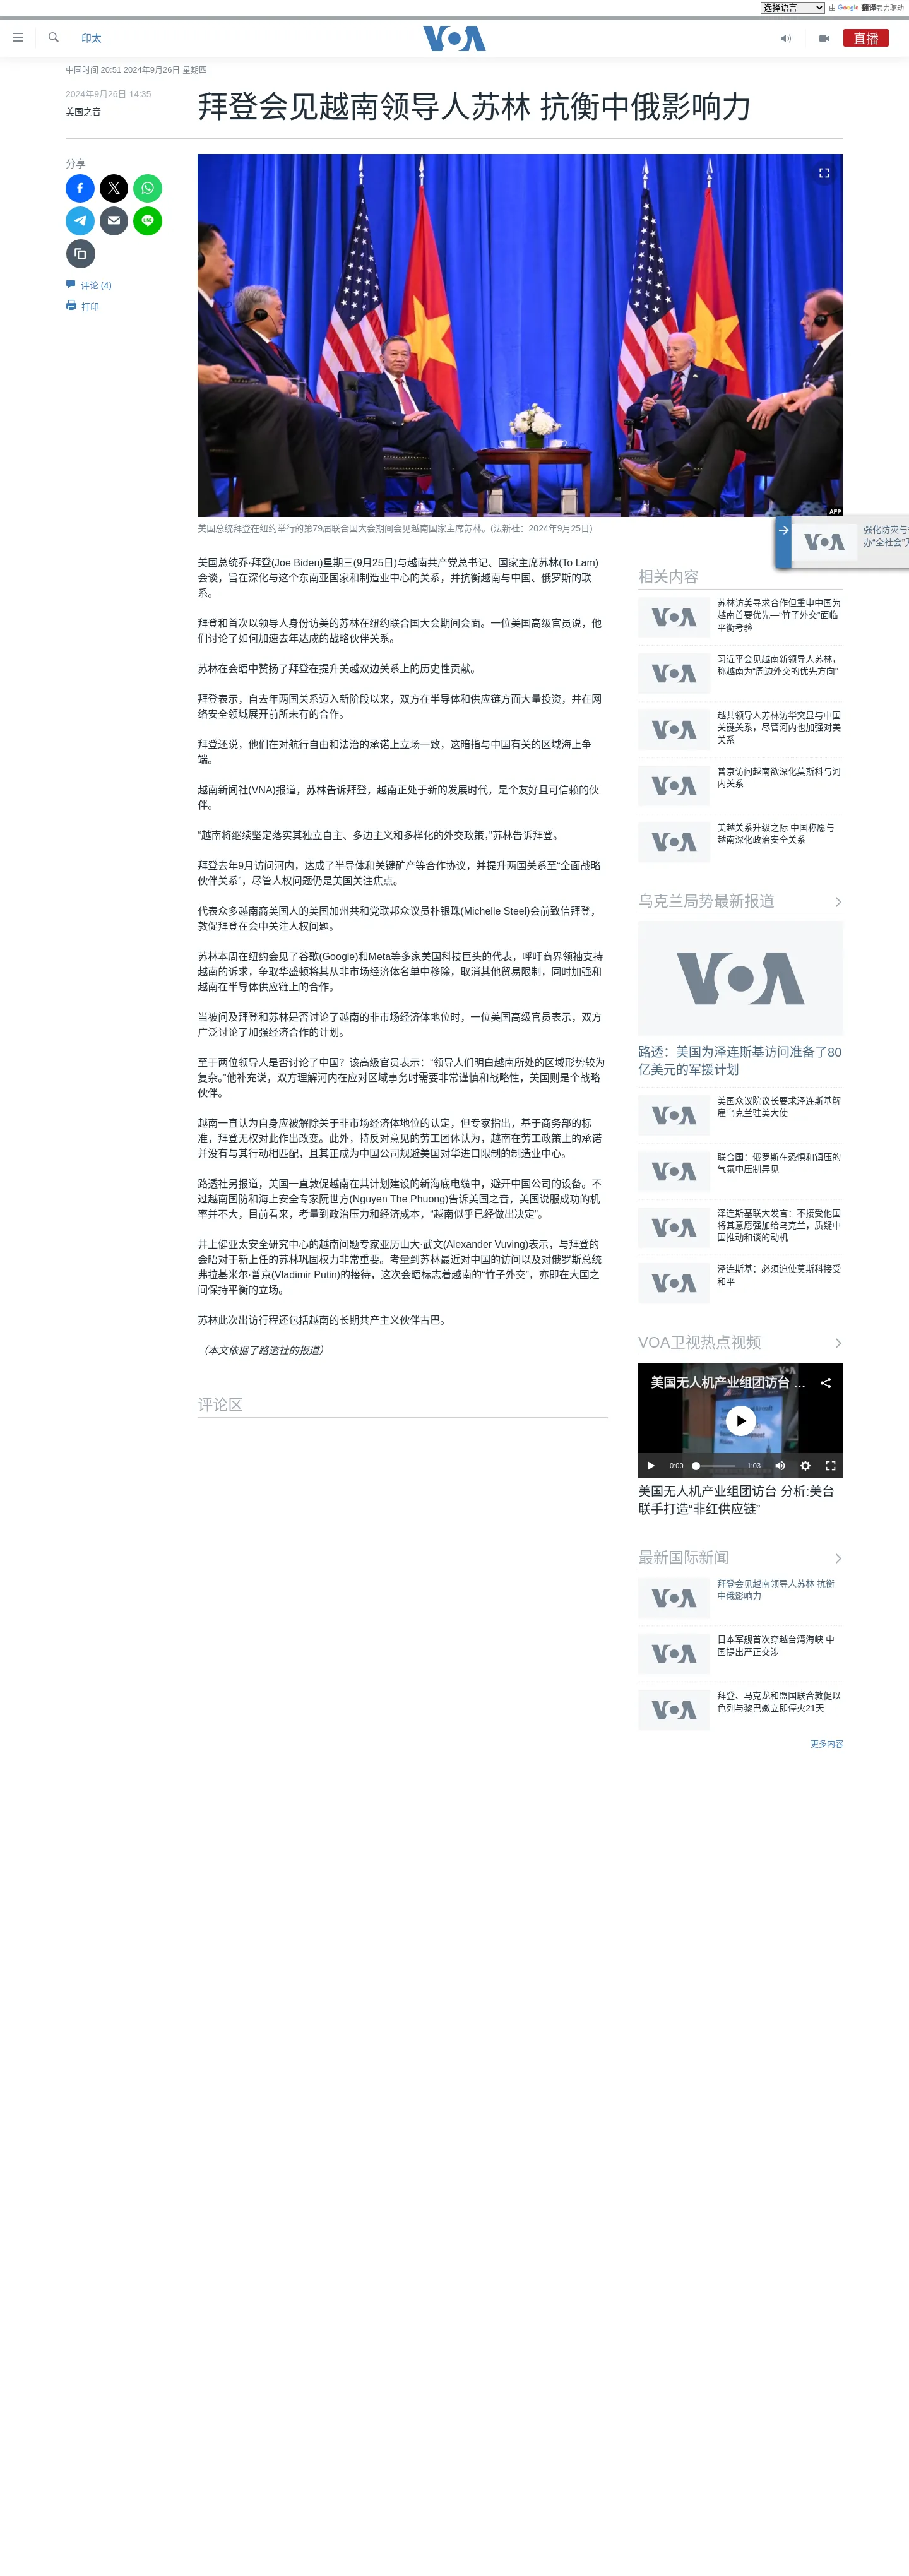 选择语言 由 Google 翻译强力驱动
印太
VOA
直播
中国时间 20:51 2024年9月26日 星期四
2024年9月26日 14:35
美国之音
拜登会见越南领导人苏林 抗衡中俄影响力
分享
LINE
评论 (4)
打印
AFP
美国总统拜登在纽约举行的第79届联合国大会期间会见越南国家主席苏林。(法新社：2024年9月25日)
美国总统乔·拜登(Joe Biden)星期三(9月25日)与越南共产党总书记、国家主席苏林(To Lam)
会谈，旨在深化与这个东南亚国家和制造业中心的关系，并抗衡越南与中国、俄罗斯的联
系。
拜登和首次以领导人身份访美的苏林在纽约联合国大会期间会面。一位美国高级官员说，他
们讨论了如何加速去年达成的战略伙伴关系。
苏林在会晤中赞扬了拜登在提升美越双边关系上的历史性贡献。
拜登表示，自去年两国关系迈入新阶段以来，双方在半导体和供应链方面大量投资，并在网
络安全领域展开前所未有的合作。
拜登还说，他们在对航行自由和法治的承诺上立场一致，这暗指与中国有关的区域海上争
端。
越南新闻社(VNA)报道，苏林告诉拜登，越南正处于新的发展时代，是个友好且可信赖的伙
伴。
“越南将继续坚定落实其独立自主、多边主义和多样化的外交政策，”苏林告诉拜登。
拜登去年9月访问河内，达成了半导体和关键矿产等合作协议，并提升两国关系至“全面战略
伙伴关系”，尽管人权问题仍是美国关注焦点。
代表众多越南裔美国人的美国加州共和党联邦众议员朴银珠(Michelle Steel)会前致信拜登，
敦促拜登在会中关注人权问题。
苏林本周在纽约会见了谷歌(Google)和Meta等多家美国科技巨头的代表，呼吁商界领袖支持
越南的诉求，争取华盛顿将其从非市场经济体名单中移除，取消其他贸易限制，同时加强和
越南在半导体供应链上的合作。
当被问及拜登和苏林是否讨论了越南的非市场经济体地位时，一位美国高级官员表示，双方
广泛讨论了加强经济合作的计划。
至于两位领导人是否讨论了中国？该高级官员表示：“领导人们明白越南所处的区域形势较为
复杂。”他补充说，双方理解河内在应对区域事务时需要非常谨慎和战略性，美国则是个战略
伙伴。
越南一直认为自身应被解除关于非市场经济体地位的认定，但专家指出，基于商务部的标
准，拜登无权对此作出改变。此外，持反对意见的劳工团体认为，越南在劳工政策上的承诺
并没有与其行动相匹配，且其正成为中国公司规避美国对华进口限制的制造业中心。
路透社另报道，美国一直敦促越南在其计划建设的新海底电缆中，避开中国公司的设备。不
过越南国防和海上安全专家阮世方(Nguyen The Phuong)告诉美国之音，美国说服成功的机
率并不大，目前看来，考量到政治压力和经济成本，“越南似乎已经做出决定”。
井上健亚太安全研究中心的越南问题专家亚历山大·武文(Alexander Vuving)表示，与拜登的
会晤对于新上任的苏林巩固权力非常重要。考量到苏林最近对中国的访问以及对俄罗斯总统
弗拉基米尔·普京(Vladimir Putin)的接待，这次会晤标志着越南的“竹子外交”，亦即在大国之
间保持平衡的立场。
苏林此次出访行程还包括越南的长期共产主义伙伴古巴。
（本文依据了路透社的报道）
评论区
VOA
强化防灾与
办“全社会”
相关内容
VOA
苏林访美寻求合作但重申中国为
越南首要优先—“竹子外交”面临
平衡考验
VOA
习近平会见越南新领导人苏林，
称越南为“周边外交的优先方向”
VOA
越共领导人苏林访华突显与中国
关键关系，尽管河内也加强对美
关系
VOA
普京访问越南欲深化莫斯科与河
内关系
VOA
美越关系升级之际 中国称愿与
越南深化政治安全关系
乌克兰局势最新报道
VOA
路透：美国为泽连斯基访问准备了80
亿美元的军援计划
VOA
美国众议院议长要求泽连斯基解
雇乌克兰驻美大使
VOA
联合国：俄罗斯在恐惧和镇压的
气氛中压制异见
VOA
泽连斯基联大发言：不接受他国
将其意愿强加给乌克兰，质疑中
国推动和谈的动机
VOA
泽连斯基：必须迫使莫斯科接受
和平
VOA卫视热点视频
VOA
美国无人机产业组团访台 ...
0:00
1:03
美国无人机产业组团访台 分析:美台
联手打造“非红供应链”
最新国际新闻
VOA
拜登会见越南领导人苏林 抗衡
中俄影响力
VOA
日本军舰首次穿越台湾海峡 中
国提出严正交涉
VOA
拜登、马克龙和盟国联合敦促以
色列与黎巴嫩立即停火21天
更多内容